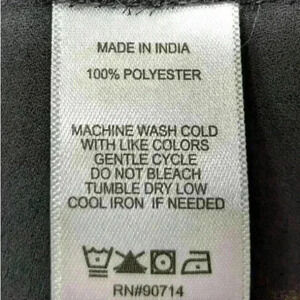 MADE IN INDIA
100% POLYESTER
MACHINE WASH COLD
WITH LIKE COLORS
GENTLE CYCLE
DO NOT BLEACH
TUMBLE DRY LOW
COOL IRON IF NEEDED
RN#90714